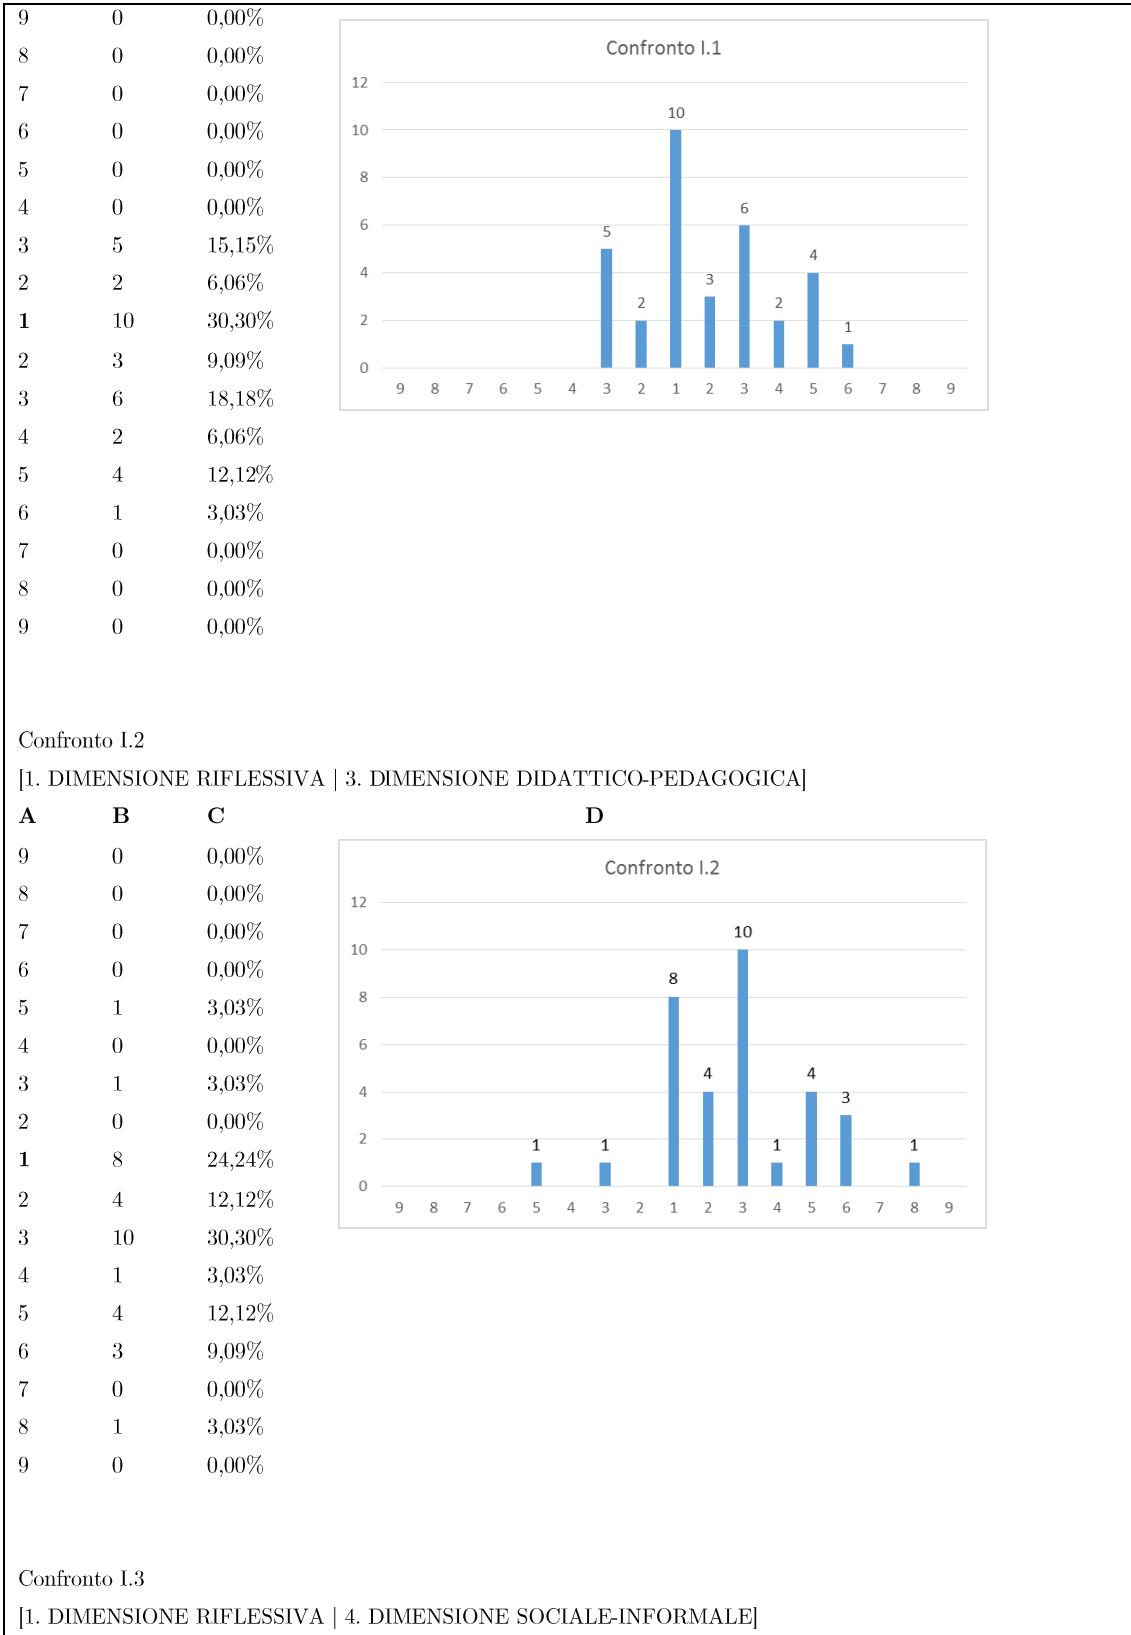 9 0 0,00%
8 0 0,00%
7 0 0,00%
6 0 0,00%
5 0 0,00%
4 0 0,00%
3 5 15,15%
2 2 6,06%
1 10 30,30%
2 3 9,09%
3 6 18,18%
4 2 6,06%
5 4 12,12%
6 1 3,03%
7 0 0,00%
8 0 0,00%
9 0 0,00%
Confronto I.1
12
10
8
6
4
2
0
5 2 10 3 6 2 4 1
9 8 7 6 5 4 3 2 1 2 3 4 5 6 7 8 9
Confronto I.2
[1. DIMENSIONE RIFLESSIVA | 3. DIMENSIONE DIDATTICO-PEDAGOGICA]
A B C D
9 0 0,00%
8 0 0,00%
7 0 0,00%
6 0 0,00%
5 1 3,03%
4 0 0,00%
3 1 3,03%
2 0 0,00%
1 8 24,24%
2 4 12,12%
3 10 30,30%
4 1 3,03%
5 4 12,12%
6 3 9,09%
7 0 0,00%
8 1 3,03%
9 0 0,00%
Confronto I.2
12
10
8
6
4
2
0
1 1 8 4 10 1 4 3 1
9 8 7 6 5 4 3 2 1 2 3 4 5 6 7 8 9
Confronto I.3
[1. DIMENSIONE RIFLESSIVA | 4. DIMENSIONE SOCIALE-INFORMALE]